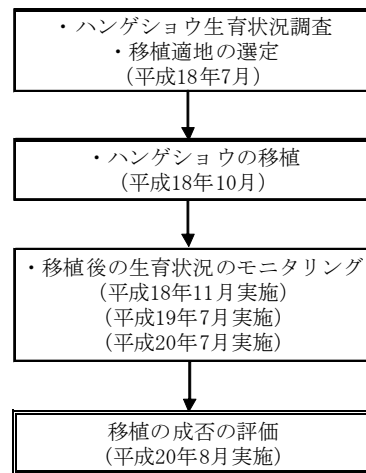 ・ハンゲショウ生育状況調査
・移植適地の選定
(平成18年7月)
・ハンゲショウの移植
(平成18年10月)
・移植後の生育状況のモニタリング
(平成18年11月実施)
(平成19年7月実施)
(平成20年7月実施)
移植の成否の評価
(平成20年8月実施)